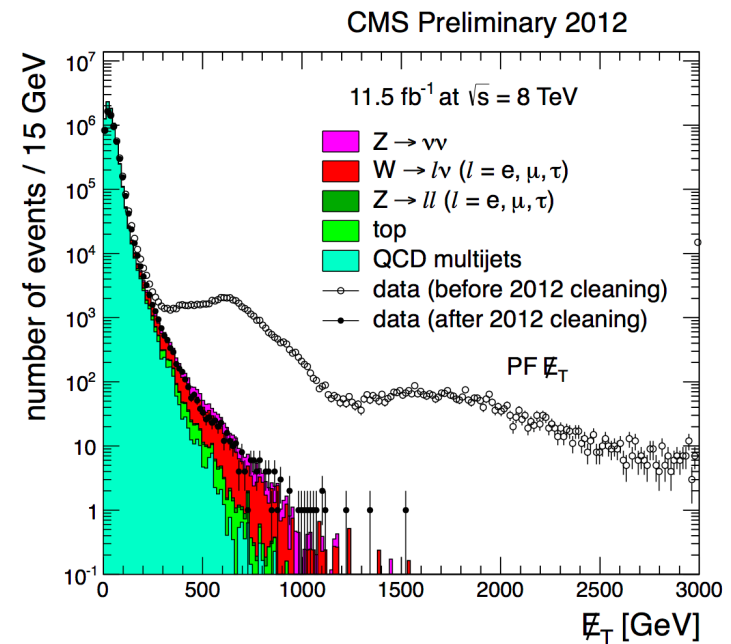 CMS Preliminary 2012
number of events / 15 GeV
10⁷
10⁶
10⁵
10⁴
10³
10²
10
1
10⁻¹
11.5 fb⁻¹ at √s = 8 TeV
Z → νν
W → lν (l = e, μ, τ)
Z → ll (l = e, μ, τ)
top
QCD multijets
data (before 2012 cleaning)
data (after 2012 cleaning)
PF E̸_T
0 500 1000 1500 2000 2500 3000
E̸_T [GeV]